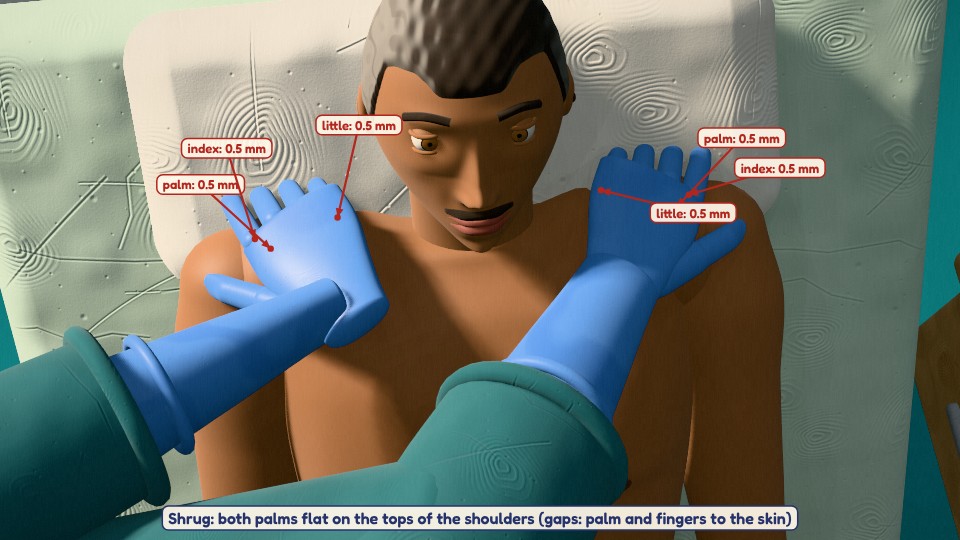 little: 0.5 mm
index: 0.5 mm
palm: 0.5 mm
palm: 0.5 mm
index: 0.5 mm
little: 0.5 mm
Shrug: both palms flat on the tops of the shoulders (gaps: palm and fingers to the skin)